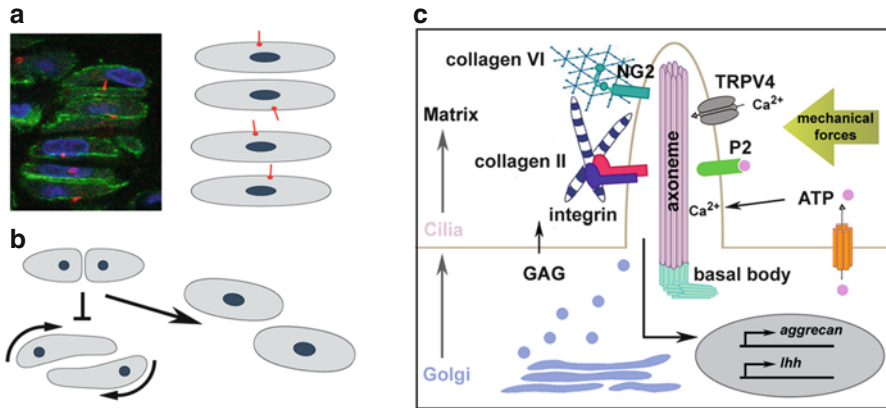 a
b
c
collagen VI
NG2
TRPV4
Ca2+
mechanical
forces
Matrix
P2
collagen II
axoneme
integrin
Ca2+
ATP
Cilia
GAG
basal body
Golgi
aggrecan
lhh